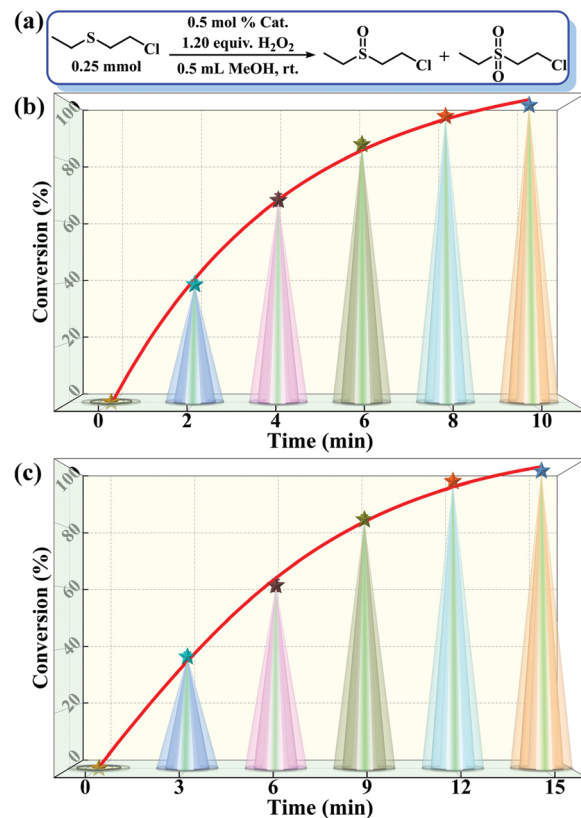 (a)
S
Cl
0.25 mmol
0.5 mol % Cat.
1.20 equiv. H₂O₂
0.5 mL MeOH, rt.
O
S
Cl
+
O
S
O
Cl
(b)
Conversion (%)
100
80
60
40
20
0
0 2 4 6 8 10
Time (min)
(c)
Conversion (%)
100
80
60
40
20
0
0 3 6 9 12 15
Time (min)